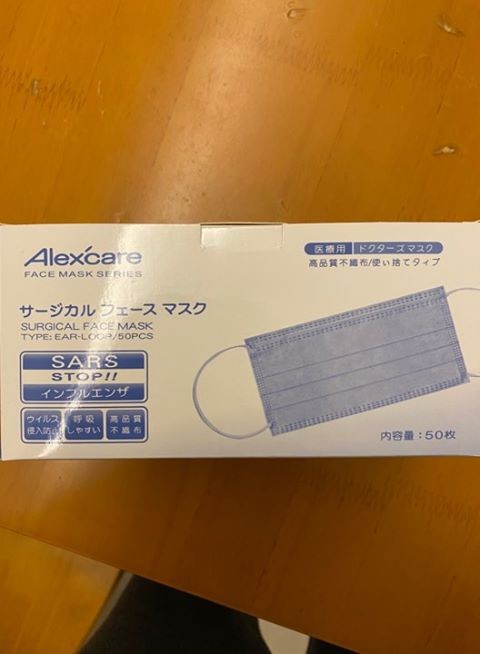 Alexcare
FACE MASK SERIES
医療用 ドクターズマスク
高品質不織布/使い捨てタイプ
サージカル フェース マスク
SURGICAL FACE MASK
TYPE: EAR-LOOP/50PCS
SARS
STOP!!
インフルエンザ
ウイルス 呼吸 高品質
侵入防止 しやすい 不織布
内容量：50枚